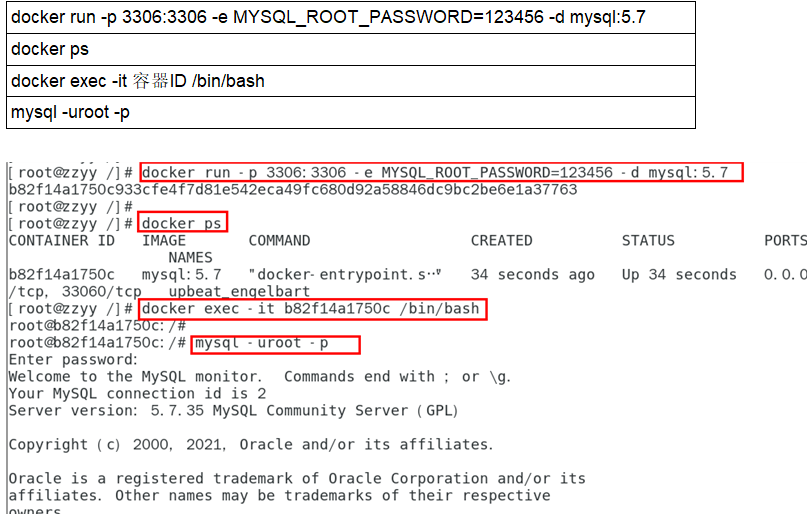 docker run -p 3306:3306 -e MYSQL_ROOT_PASSWORD=123456 -d mysql:5.7
docker ps
docker exec -it 容器ID /bin/bash
mysql -uroot -p
[root@zzyy /]# docker run -p 3306:3306 -e MYSQL_ROOT_PASSWORD=123456 -d mysql:5.7
b82f14a1750c933cfe4f7d81e542eca49fc680d92a58846dc9bc2be6e1a37763
[root@zzyy /]#
[root@zzyy /]# docker ps
CONTAINER ID   IMAGE       COMMAND                  CREATED          STATUS          PORTS
NAMES
b82f14a1750c   mysql:5.7   "docker-entrypoint.s…"   34 seconds ago   Up 34 seconds   0.0.0
/tcp, 33060/tcp   upbeat_engelbart
[root@zzyy /]# docker exec -it b82f14a1750c /bin/bash
root@b82f14a1750c:/#
root@b82f14a1750c:/# mysql -uroot -p
Enter password:
Welcome to the MySQL monitor.  Commands end with ; or \g.
Your MySQL connection id is 2
Server version: 5.7.35 MySQL Community Server (GPL)
Copyright (c) 2000, 2021, Oracle and/or its affiliates.
Oracle is a registered trademark of Oracle Corporation and/or its
affiliates. Other names may be trademarks of their respective
owners